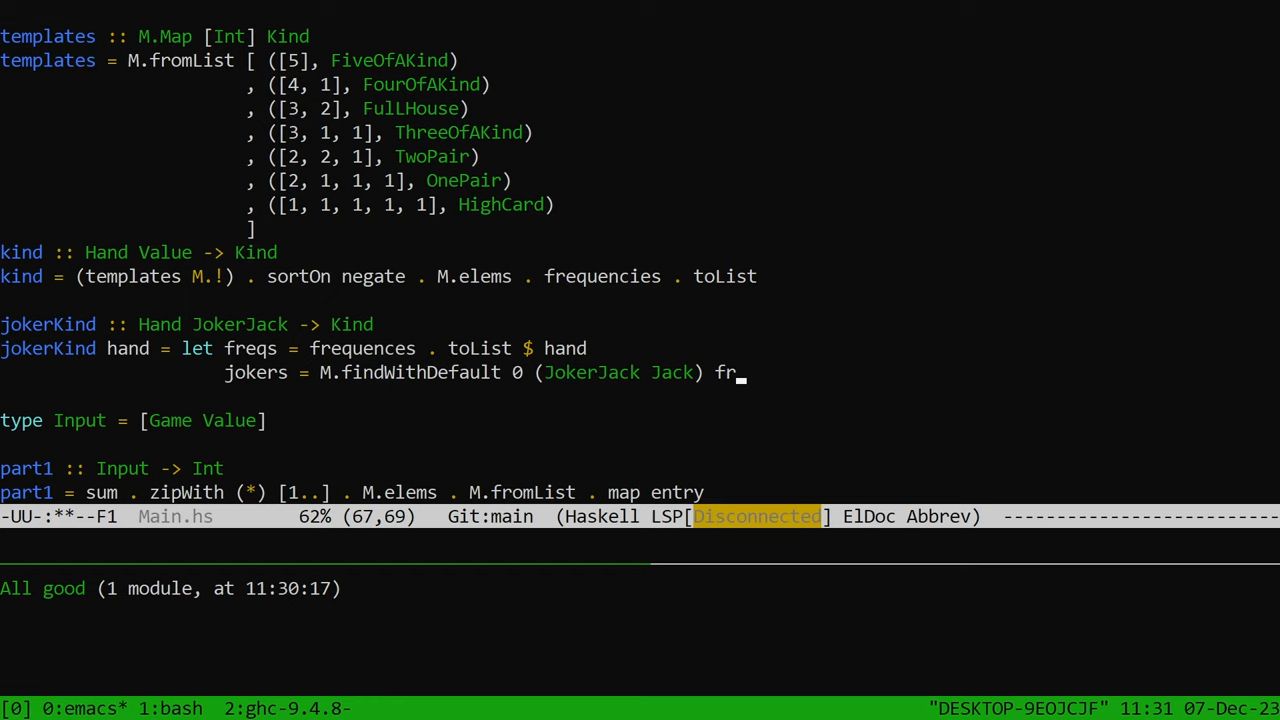 templates :: M.Map [Int] Kind
templates = M.fromList [ ([5], FiveOfAKind)
, ([4, 1], FourOfAKind)
, ([3, 2], FulLHouse)
, ([3, 1, 1], ThreeOfAKind)
, ([2, 2, 1], TwoPair)
, ([2, 1, 1, 1], OnePair)
, ([1, 1, 1, 1, 1], HighCard)
]
kind :: Hand Value -> Kind
kind = (templates M.!) . sortOn negate . M.elems . frequencies . toList
jokerKind :: Hand JokerJack -> Kind
jokerKind hand = let freqs = frequences . toList $ hand
jokers = M.findWithDefault 0 (JokerJack Jack) fr
type Input = [Game Value]
part1 :: Input -> Int
part1 = sum . zipWith (*) [1..] . M.elems . M.fromList . map entry
-UU-:**--F1 Main.hs 62% (67,69) Git:main (Haskell LSP[Disconnected] ElDoc Abbrev) --------------------------
All good (1 module, at 11:30:17)
[0] 0:emacs* 1:bash 2:ghc-9.4.8- "DESKTOP-9EOJCJF" 11:31 07-Dec-23